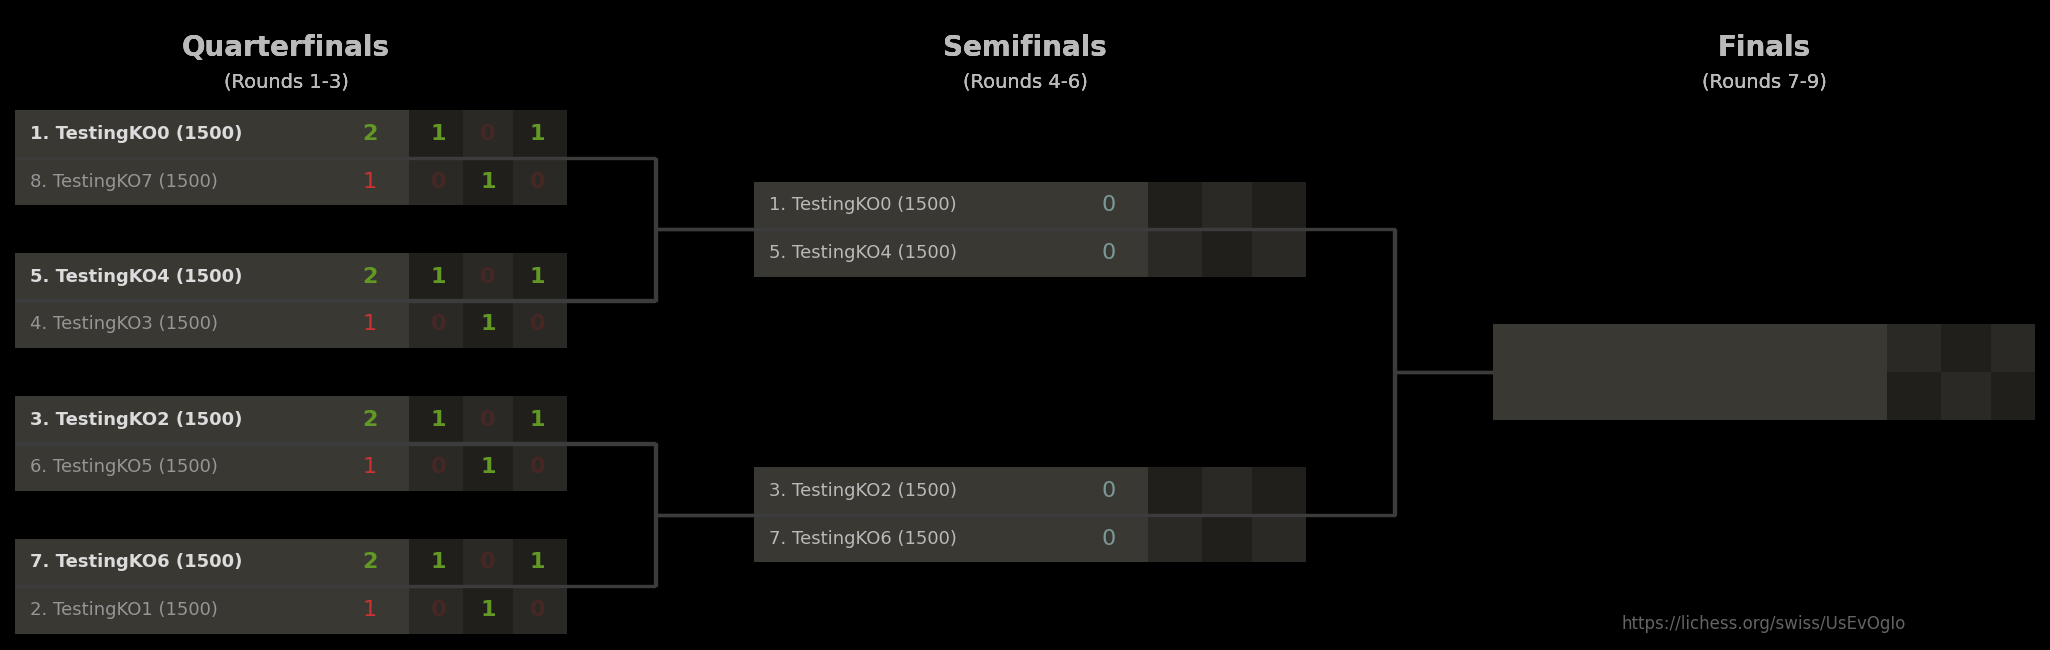 Quarterfinals
(Rounds 1-3)
Semifinals
(Rounds 4-6)
Finals
(Rounds 7-9)
1. TestingKO0 (1500) 2 1 0 1
8. TestingKO7 (1500) 1 0 1 0
5. TestingKO4 (1500) 2 1 0 1
4. TestingKO3 (1500) 1 0 1 0
3. TestingKO2 (1500) 2 1 0 1
6. TestingKO5 (1500) 1 0 1 0
7. TestingKO6 (1500) 2 1 0 1
2. TestingKO1 (1500) 1 0 1 0
1. TestingKO0 (1500) 0
5. TestingKO4 (1500) 0
3. TestingKO2 (1500) 0
7. TestingKO6 (1500) 0
https://lichess.org/swiss/UsEvOgIo